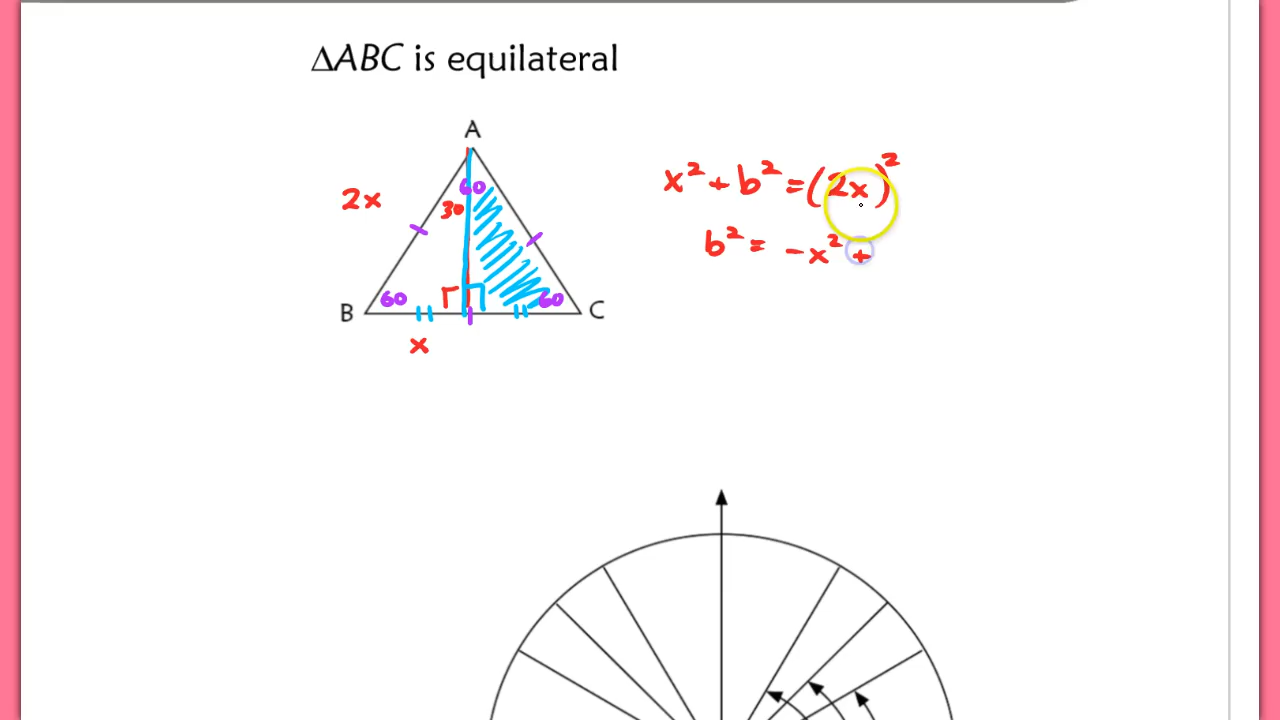 ΔABC is equilateral
A
x² + b² = (2x)²
60
2x
30
b² = -x² +
60
60
B
C
x